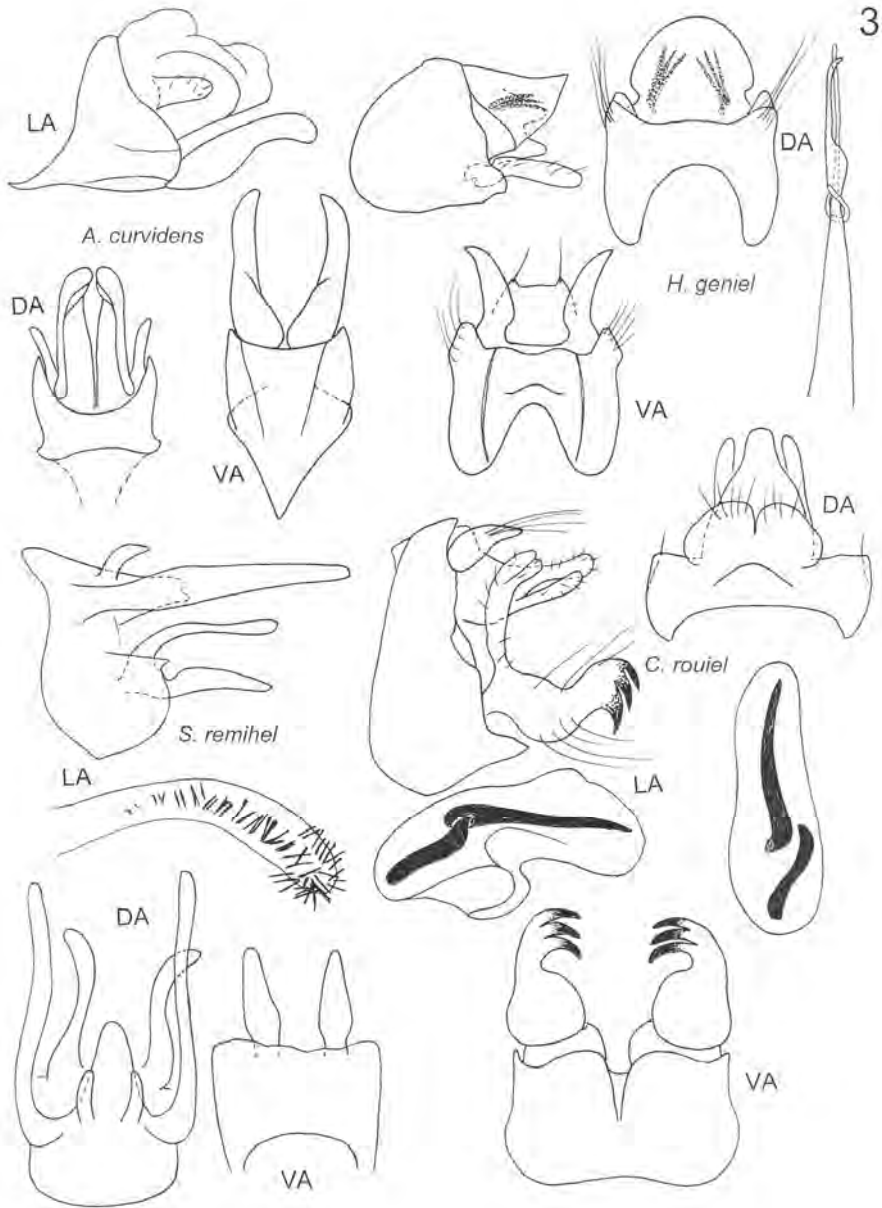 3
LA
DA
A. curvidens
H. geniel
DA
VA
VA
DA
S. remihel
C. rouiel
LA
LA
DA
VA
VA